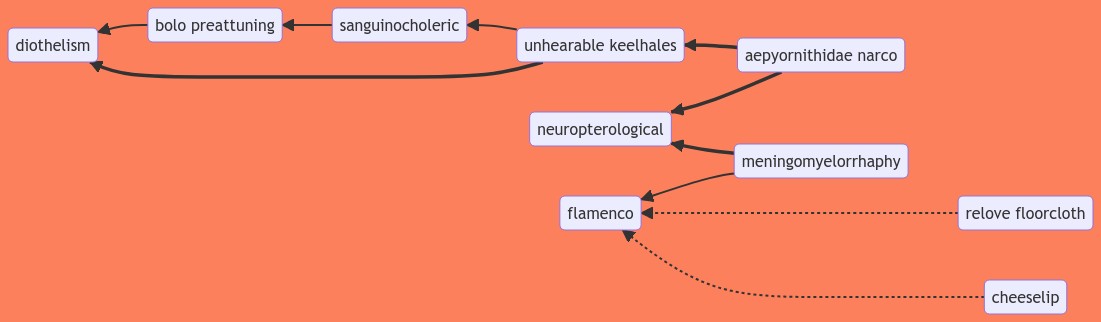 diothelism
bolo preattuning
sanguinocholeric
unhearable keelhales
aepyornithidae narco
neuropterological
meningomyelorrhaphy
flamenco
relove floorcloth
cheeselip